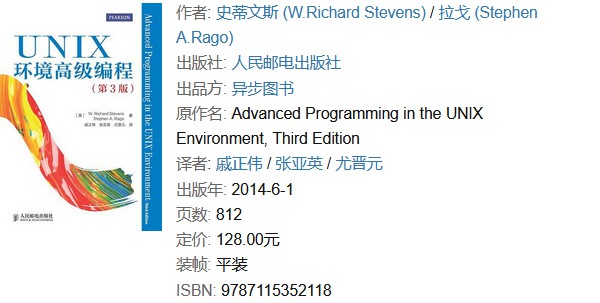 PEARSON
UNIX
环境高级编程
(第3版)
[美] W. Richard Stevens 著
Stephen A. Rago
戚正伟 张亚英 尤晋元 译
人民邮电出版社
Advanced Programming in the UNIX Environment Third Edition
作者: 史蒂文斯 (W.Richard Stevens) / 拉戈 (Stephen
A.Rago)
出版社: 人民邮电出版社
出品方: 异步图书
原作名: Advanced Programming in the UNIX
Environment, Third Edition
译者: 戚正伟 / 张亚英 / 尤晋元
出版年: 2014-6-1
页数: 812
定价: 128.00元
装帧: 平装
ISBN: 9787115352118